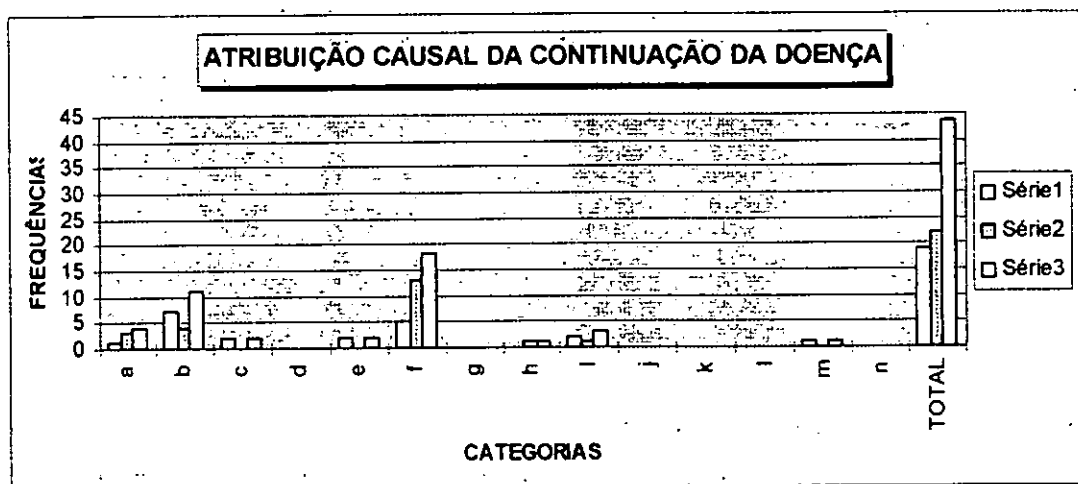 ATRIBUIÇÃO CAUSAL DA CONTINUAÇÃO DA DOENÇA
FREQUÊNCIAS
45
40
35
30
25
20
15
10
5
0
a b c d e f g h I j k l m n TOTAL
CATEGORIAS
Série1
Série2
Série3